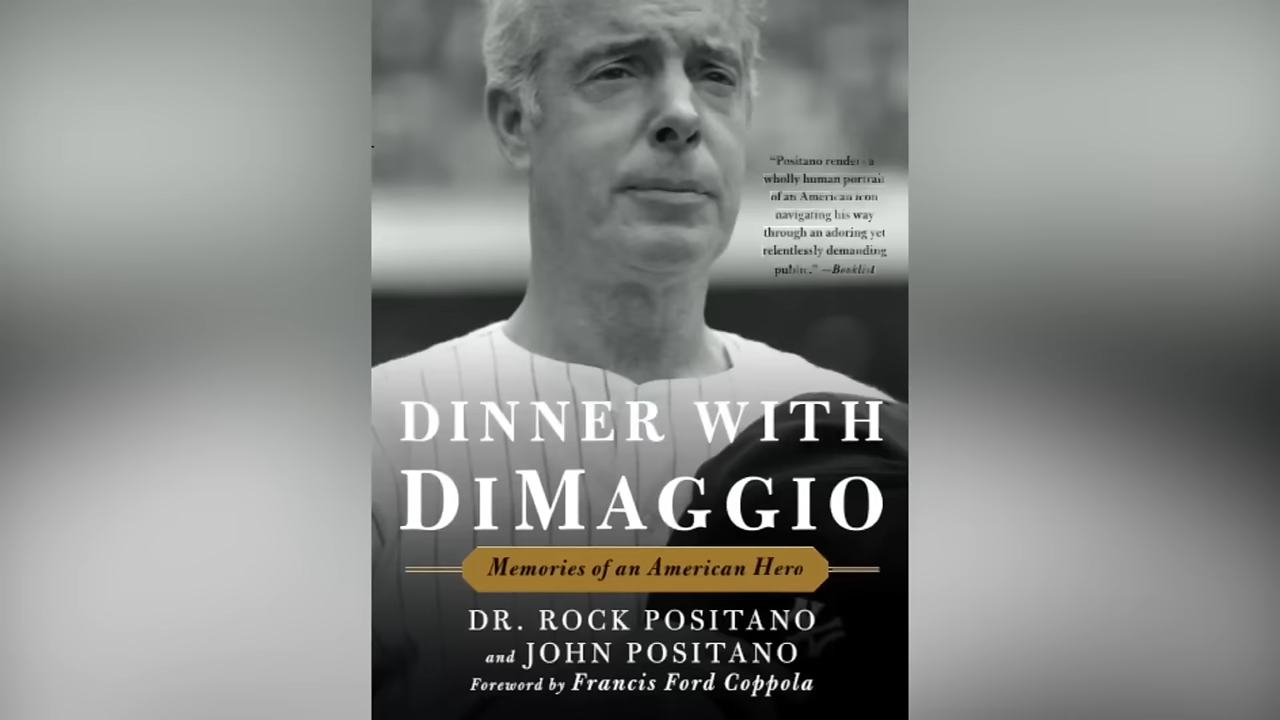 “Positano renders a
wholly human portrait
of an American icon
navigating his way
through an adoring yet
relentlessly demanding
public.” —Booklist
DINNER WITH
DIMAGGIO
Memories of an American Hero
DR. ROCK POSITANO
and JOHN POSITANO
Foreword by Francis Ford Coppola